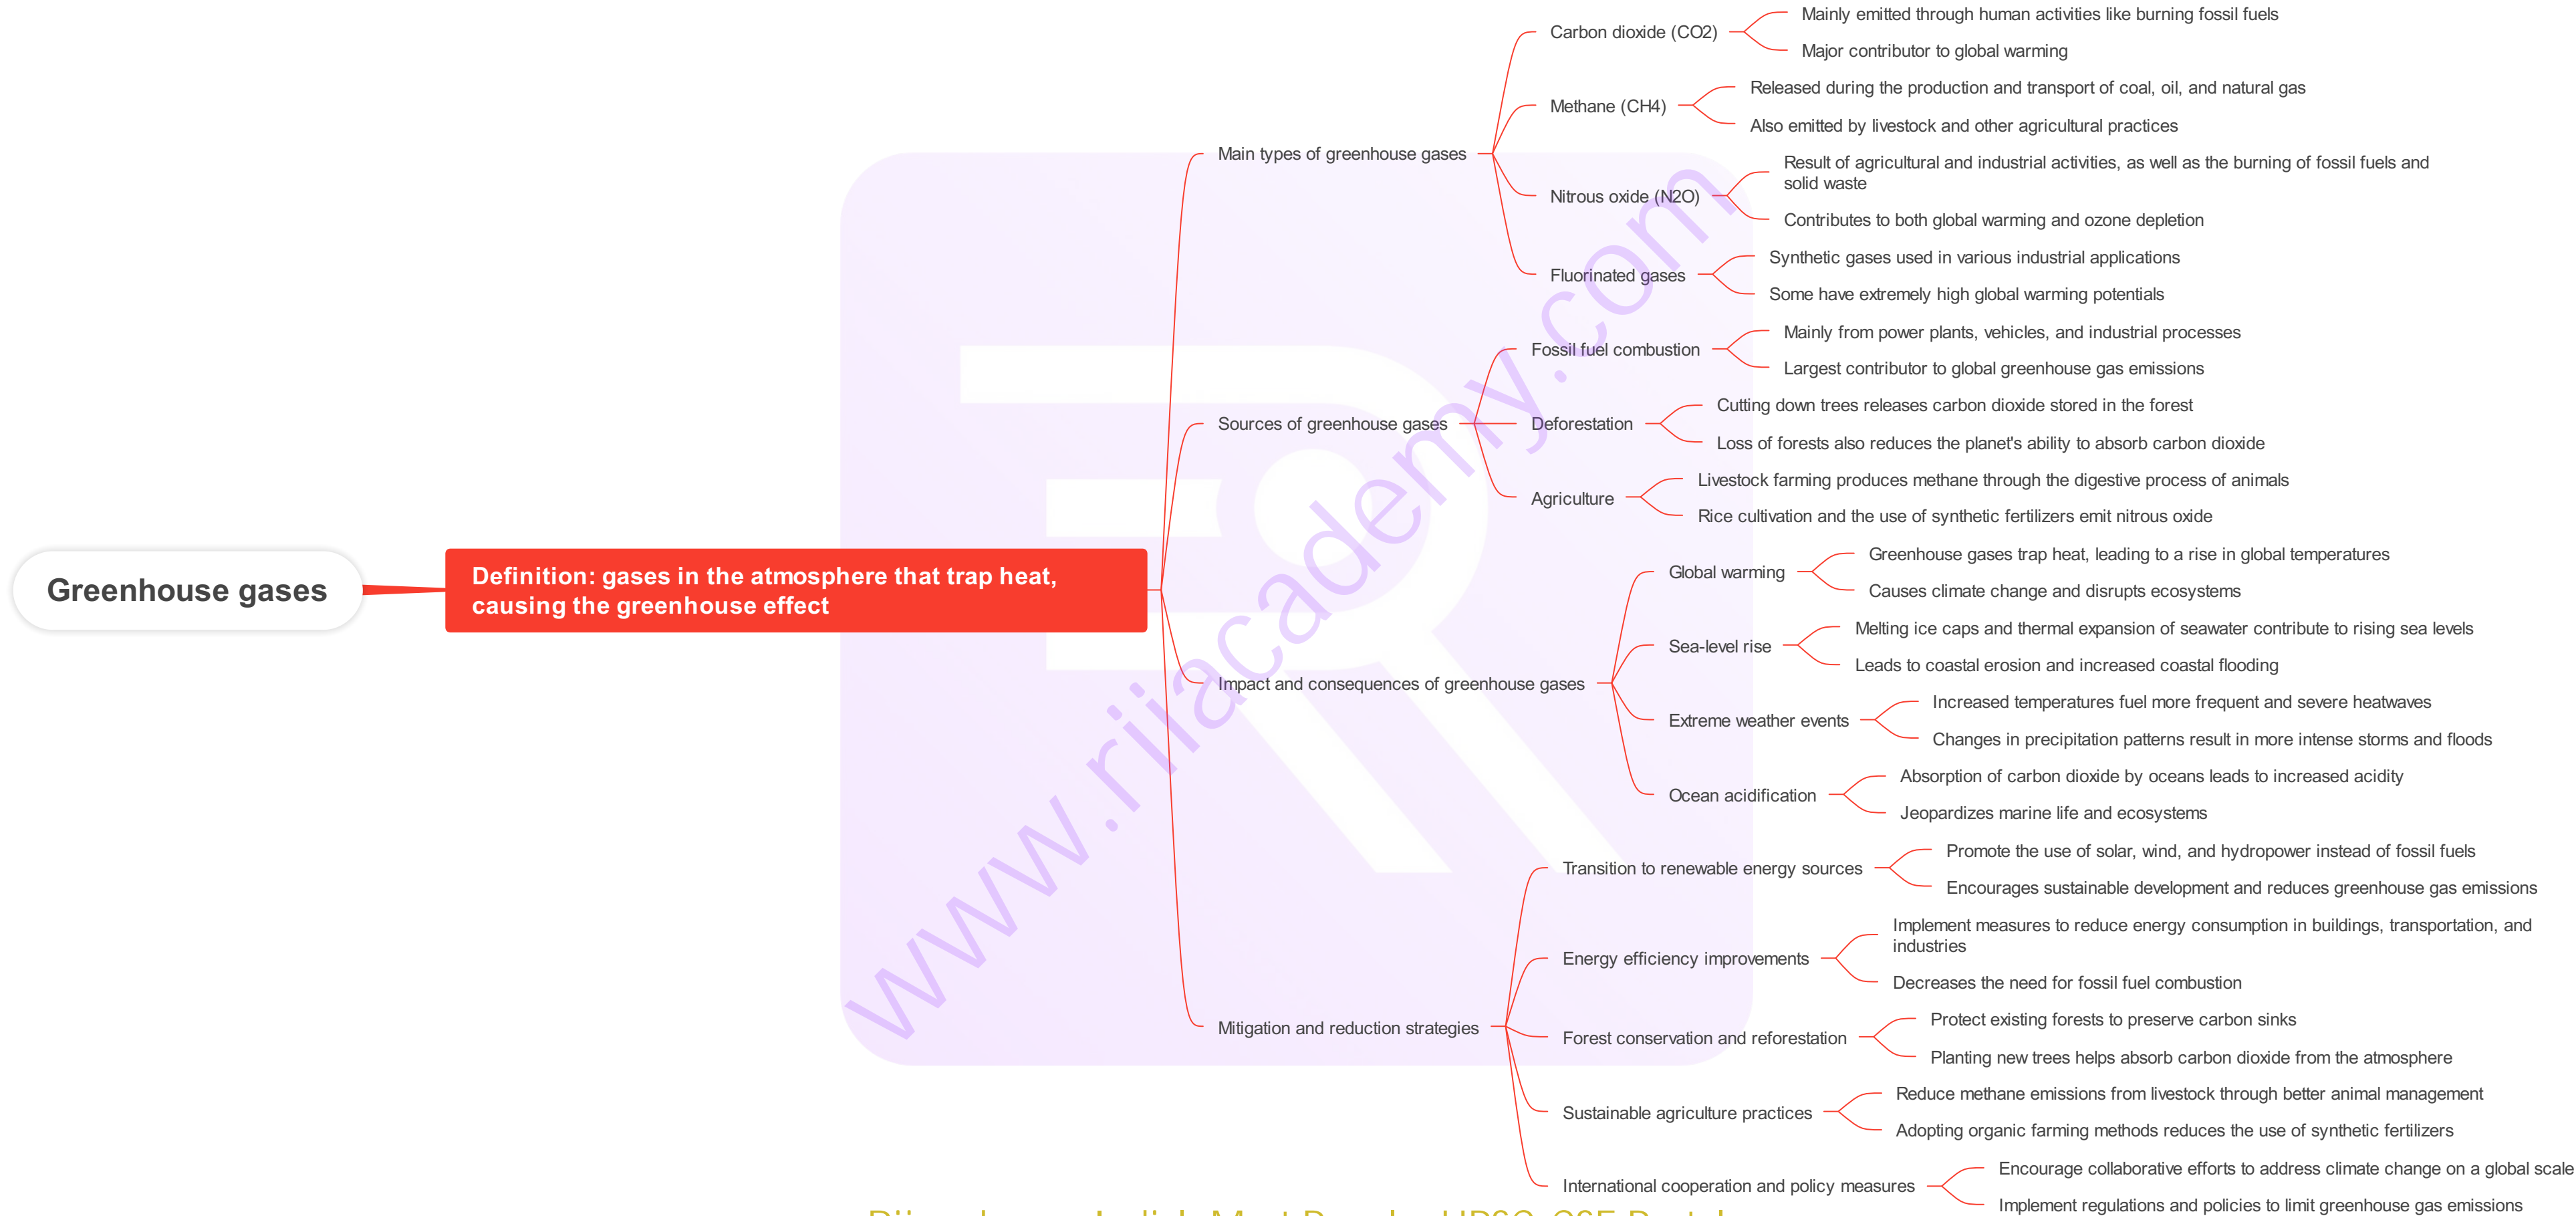 Greenhouse gases
Definition: gases in the atmosphere that trap heat,
causing the greenhouse effect
Main types of greenhouse gases
Carbon dioxide (CO2)
Mainly emitted through human activities like burning fossil fuels
Major contributor to global warming
Methane (CH4)
Released during the production and transport of coal, oil, and natural gas
Also emitted by livestock and other agricultural practices
Nitrous oxide (N2O)
Result of agricultural and industrial activities, as well as the burning of fossil fuels and
solid waste
Contributes to both global warming and ozone depletion
Fluorinated gases
Synthetic gases used in various industrial applications
Some have extremely high global warming potentials
Sources of greenhouse gases
Fossil fuel combustion
Mainly from power plants, vehicles, and industrial processes
Largest contributor to global greenhouse gas emissions
Deforestation
Cutting down trees releases carbon dioxide stored in the forest
Loss of forests also reduces the planet's ability to absorb carbon dioxide
Agriculture
Livestock farming produces methane through the digestive process of animals
Rice cultivation and the use of synthetic fertilizers emit nitrous oxide
Impact and consequences of greenhouse gases
Global warming
Greenhouse gases trap heat, leading to a rise in global temperatures
Causes climate change and disrupts ecosystems
Sea-level rise
Melting ice caps and thermal expansion of seawater contribute to rising sea levels
Leads to coastal erosion and increased coastal flooding
Extreme weather events
Increased temperatures fuel more frequent and severe heatwaves
Changes in precipitation patterns result in more intense storms and floods
Ocean acidification
Absorption of carbon dioxide by oceans leads to increased acidity
Jeopardizes marine life and ecosystems
Mitigation and reduction strategies
Transition to renewable energy sources
Promote the use of solar, wind, and hydropower instead of fossil fuels
Encourages sustainable development and reduces greenhouse gas emissions
Energy efficiency improvements
Implement measures to reduce energy consumption in buildings, transportation, and
industries
Decreases the need for fossil fuel combustion
Forest conservation and reforestation
Protect existing forests to preserve carbon sinks
Planting new trees helps absorb carbon dioxide from the atmosphere
Sustainable agriculture practices
Reduce methane emissions from livestock through better animal management
Adopting organic farming methods reduces the use of synthetic fertilizers
International cooperation and policy measures
Encourage collaborative efforts to address climate change on a global scale
Implement regulations and policies to limit greenhouse gas emissions
www.rijiacademy.com